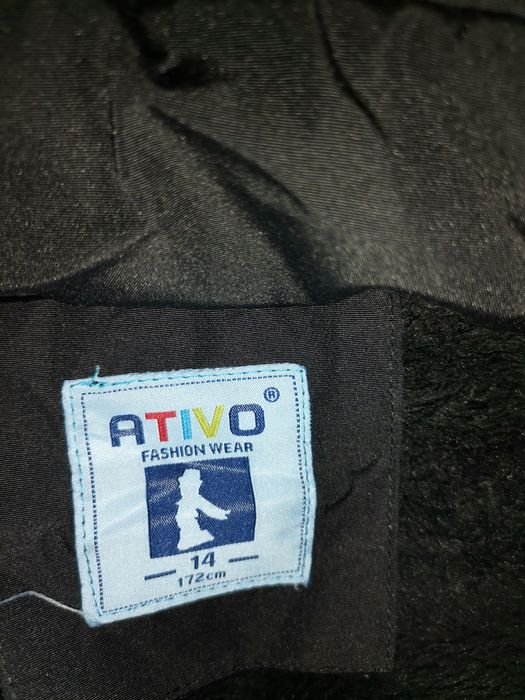 ATIVO ®
FASHION WEAR
14
172cm